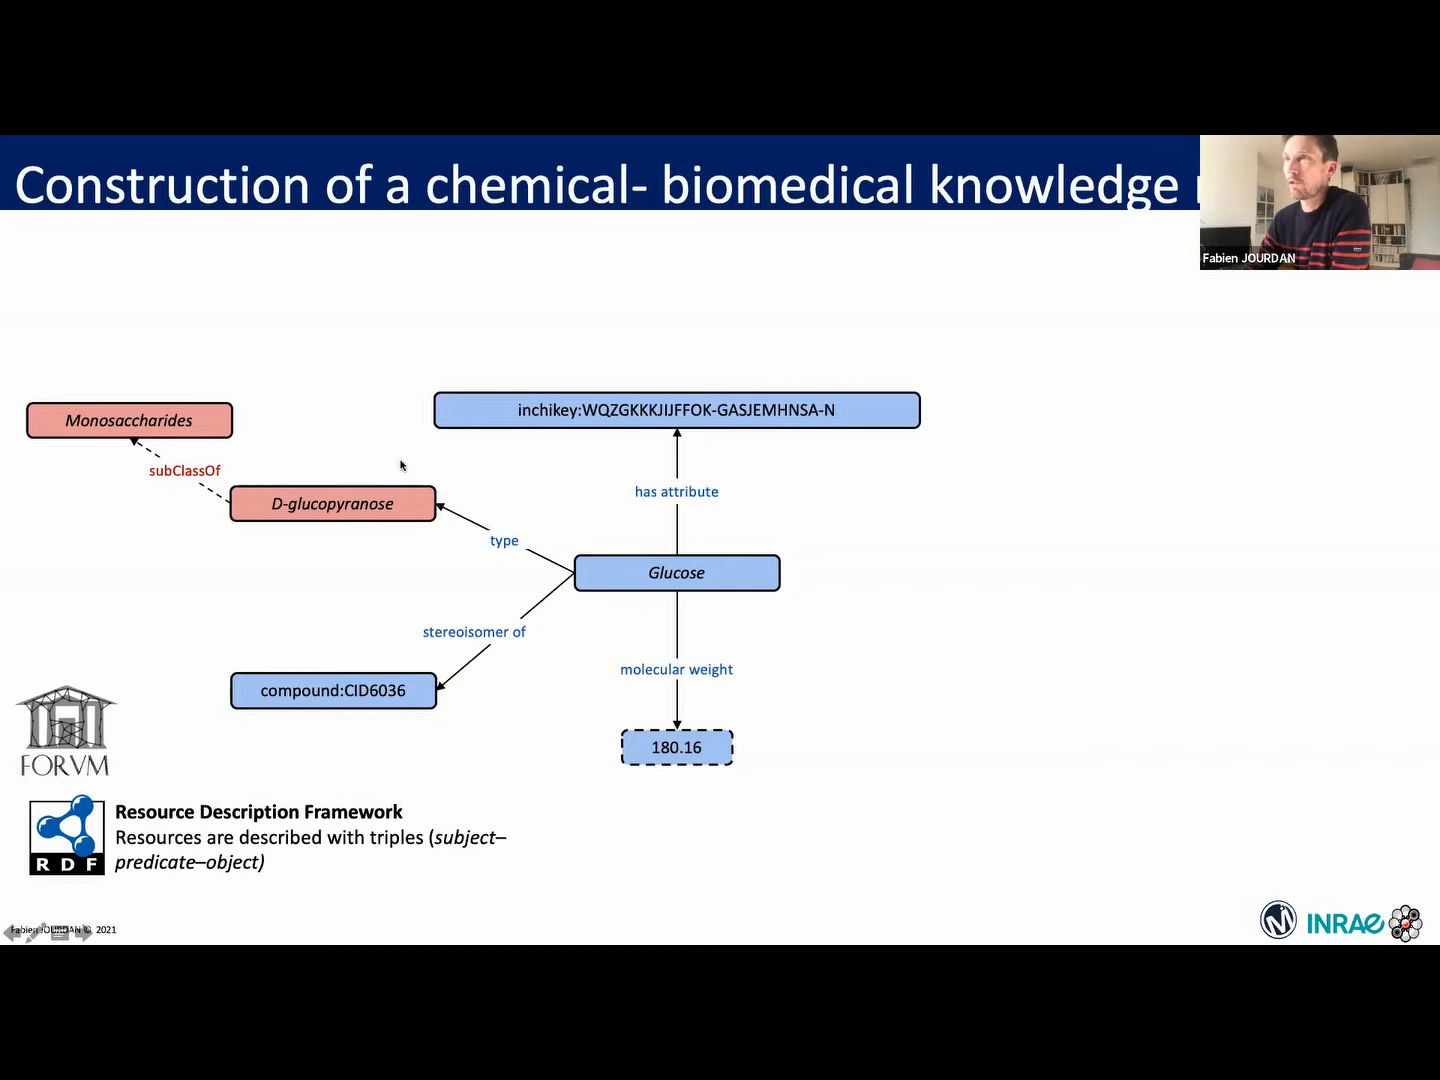 Construction of a chemical- biomedical knowledge
Fabien JOURDAN
Monosaccharides
inchikey:WQZGKKKJIJFFOK-GASJEMHNSA-N
subClassOf
has attribute
D-glucopyranose
type
Glucose
stereoisomer of
molecular weight
compound:CID6036
180.16
FORVM
Resource Description Framework
Resources are described with triples (subject–
predicate–object)
RDF
Fabien JOURDAN © 2021
M
INRAE